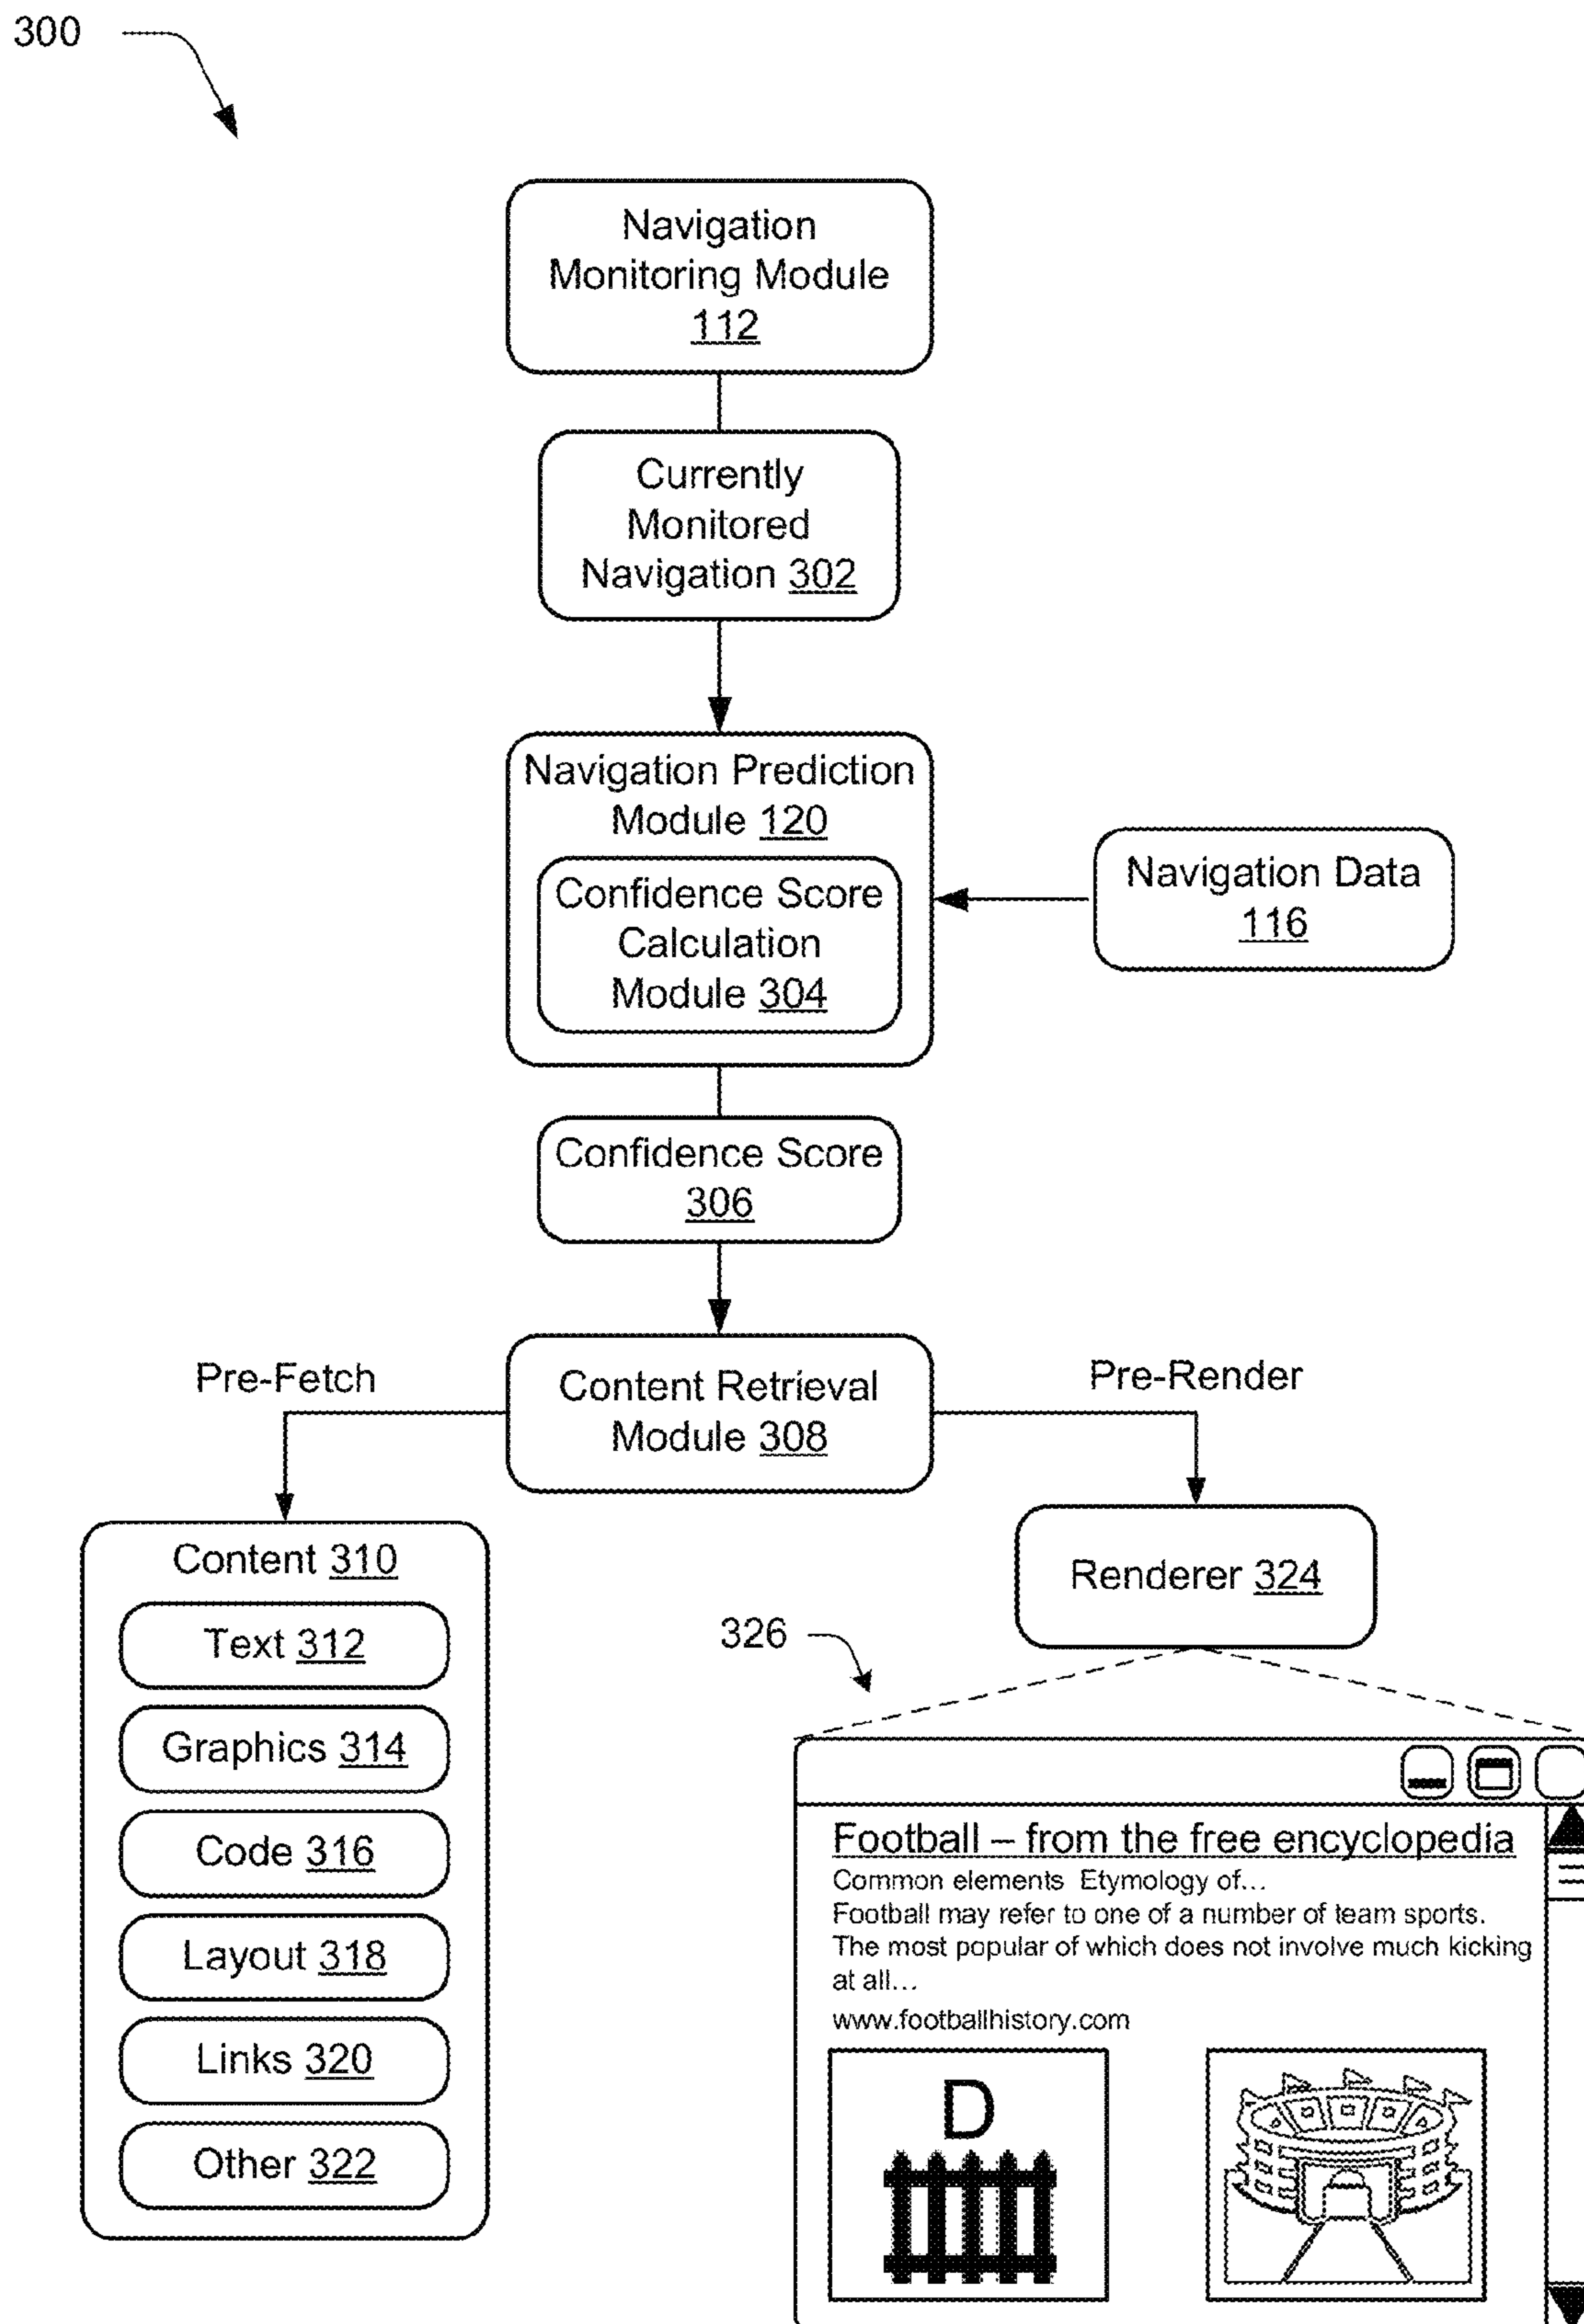 300
Navigation
Monitoring Module
112
Currently
Monitored
Navigation 302
Navigation Prediction
Module 120
Confidence Score
Calculation
Module 304
Navigation Data
116
Confidence Score
306
Pre-Fetch
Content Retrieval
Module 308
Pre-Render
Content 310
Text 312
Graphics 314
Code 316
Layout 318
Links 320
Other 322
Renderer 324
326
Football – from the free encyclopedia
Common elements Etymology of...
Football may refer to one of a number of team sports.
The most popular of which does not involve much kicking
at all...
www.footballhistory.com
D